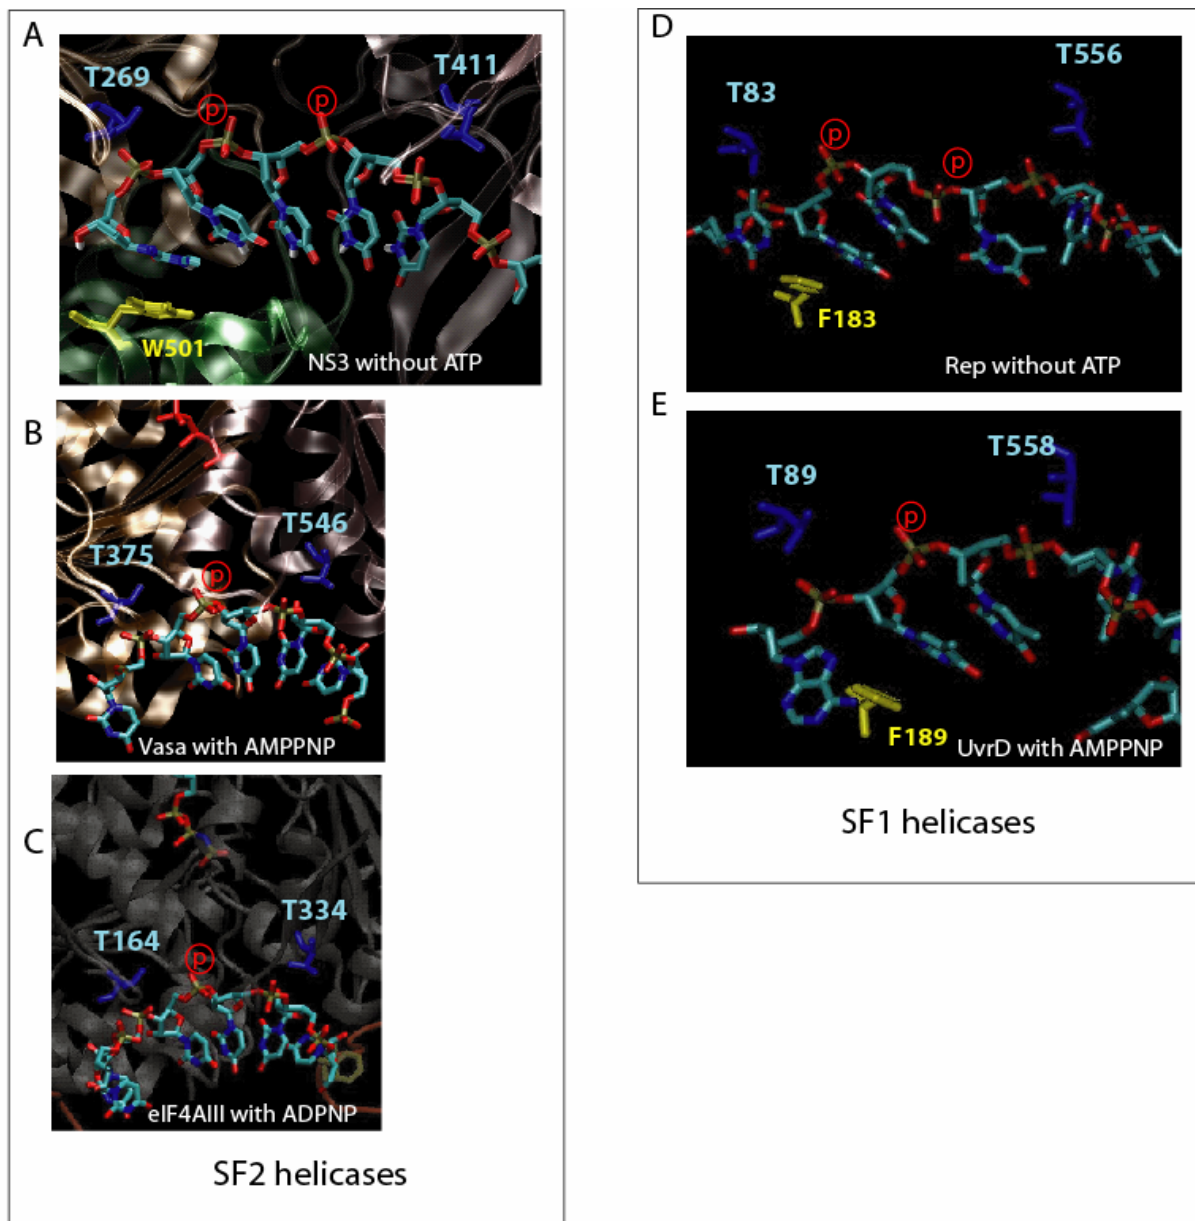 A
T269
T411
p
p
W501
NS3 without ATP
B
T546
T375
p
Vasa with AMPPNP
C
T334
T164
p
eIF4AIII with ADPNP
SF2 helicases
D
T556
T83
p
p
F183
Rep without ATP
E
T558
T89
p
F189
UvrD with AMPPNP
SF1 helicases